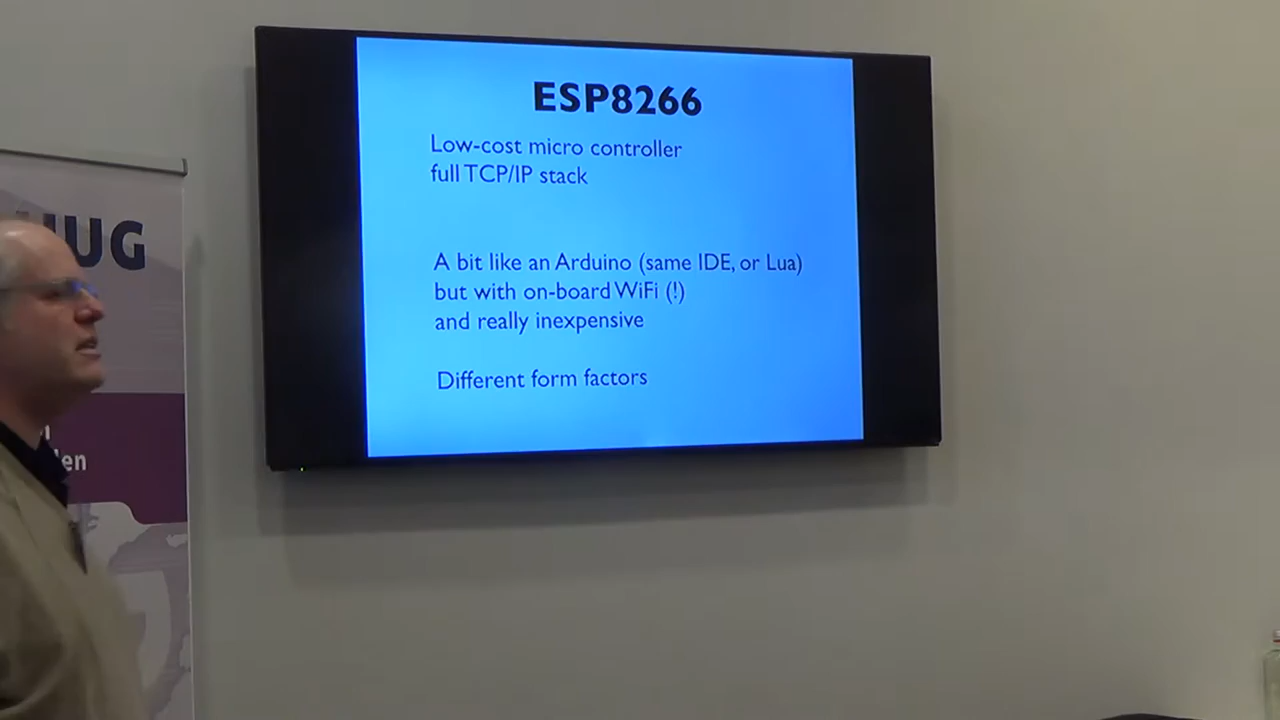 ESP8266
Low-cost micro controller
full TCP/IP stack
A bit like an Arduino (same IDE, or Lua)
but with on-board WiFi (!)
and really inexpensive
Different form factors
UG